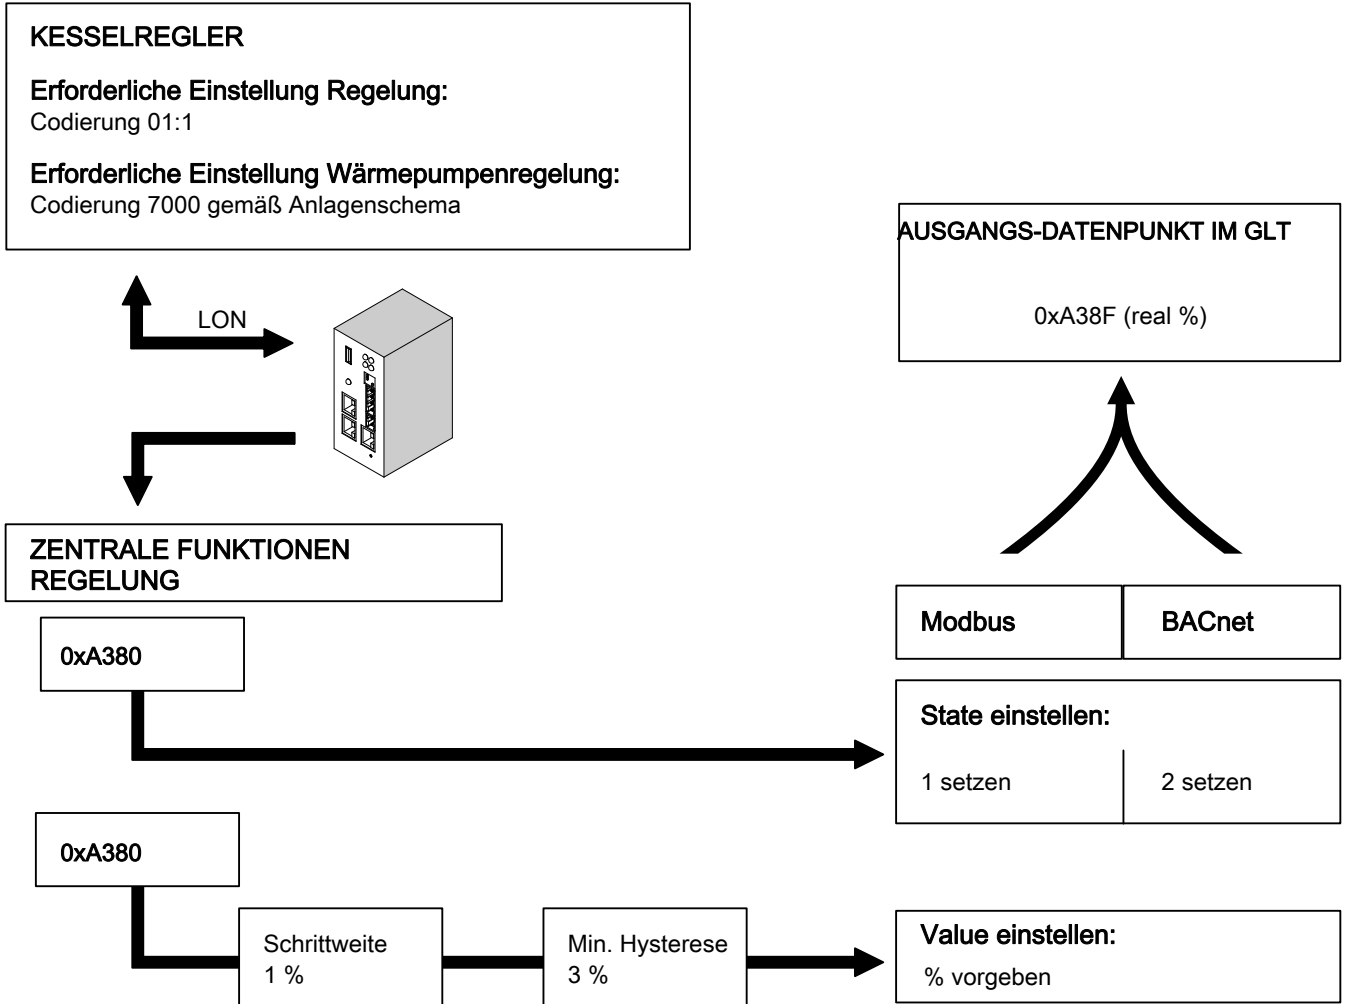 KESSELREGLER
Erforderliche Einstellung Regelung:
Codierung 01:1
Erforderliche Einstellung Wärmepumpenregelung:
Codierung 7000 gemäß Anlagenschema
LON
AUSGANGS-DATENPUNKT IM GLT
0xA38F (real %)
ZENTRALE FUNKTIONEN
REGELUNG
0xA380
Modbus
BACnet
State einstellen:
1 setzen
2 setzen
0xA380
Schrittweite
1 %
Min. Hysterese
3 %
Value einstellen:
% vorgeben